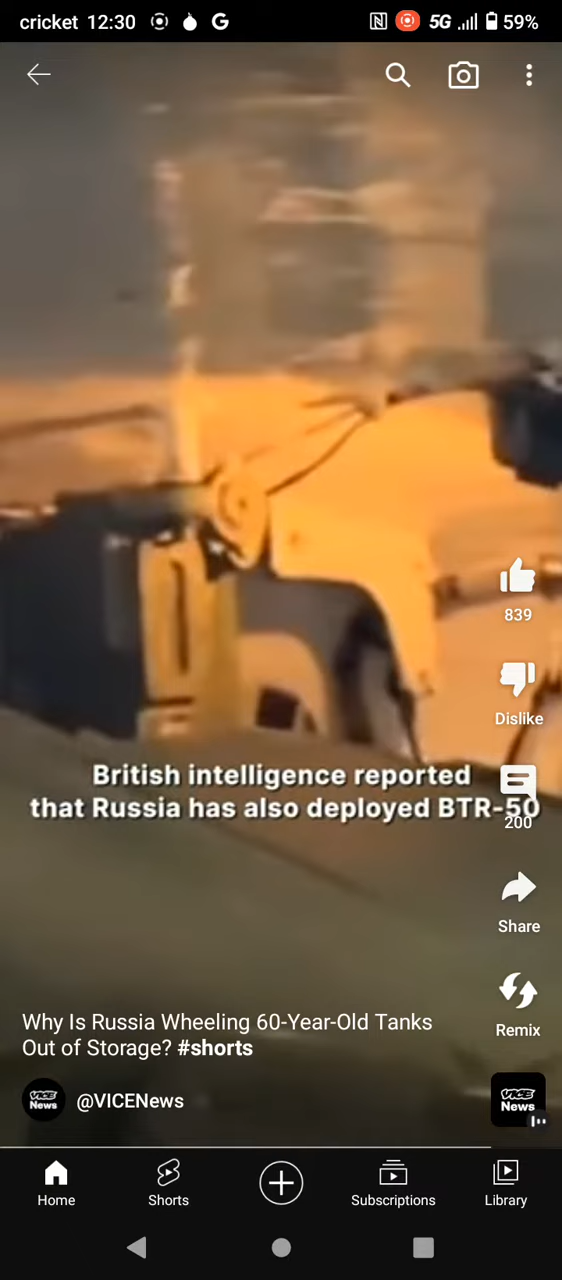 cricket 12:30 G 5G 59%
British intelligence reported
that Russia has also deployed BTR-50
839
Dislike
200
Share
Remix
Why Is Russia Wheeling 60-Year-Old Tanks
Out of Storage? #shorts
VICE News @VICENews
VICE News
Home Shorts Subscriptions Library